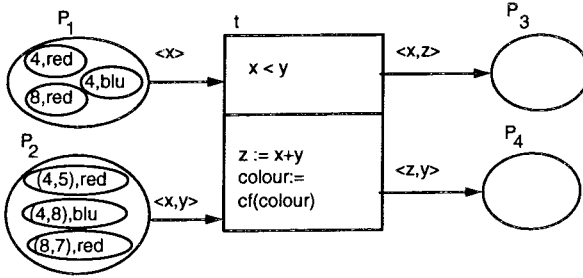 P1
4,red
4,blu
8,red
<x>
t
x < y
<x,z>
P3
P2
(4,5),red
(4,8),blu
(8,7),red
<x,y>
z := x+y
colour:=
cf(colour)
<z,y>
P4